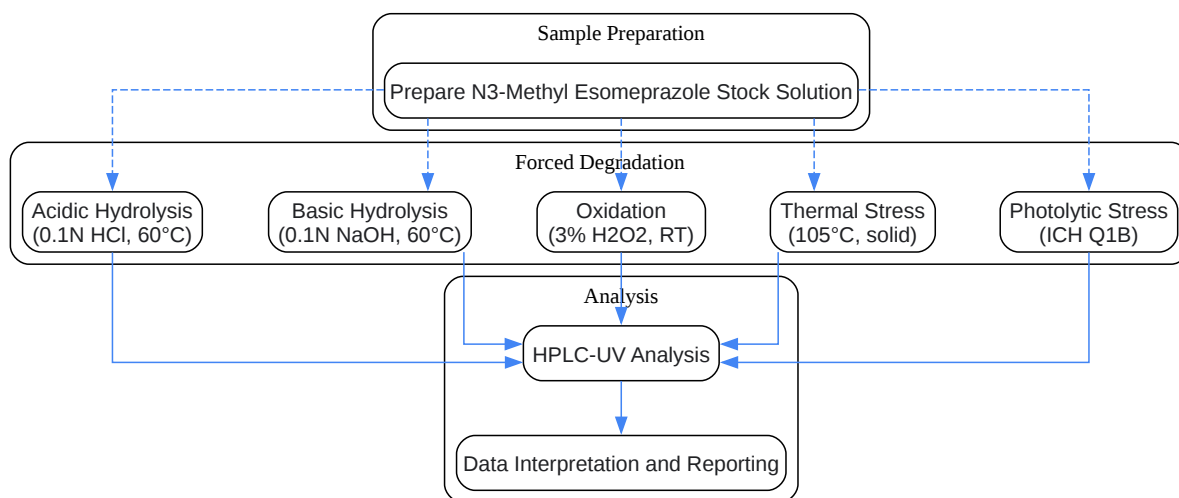 Sample Preparation
Prepare N3-Methyl Esomeprazole Stock Solution
Forced Degradation
Acidic Hydrolysis
(0.1N HCl, 60°C)
Basic Hydrolysis
(0.1N NaOH, 60°C)
Oxidation
(3% H2O2, RT)
Thermal Stress
(105°C, solid)
Photolytic Stress
(ICH Q1B)
Analysis
HPLC-UV Analysis
Data Interpretation and Reporting